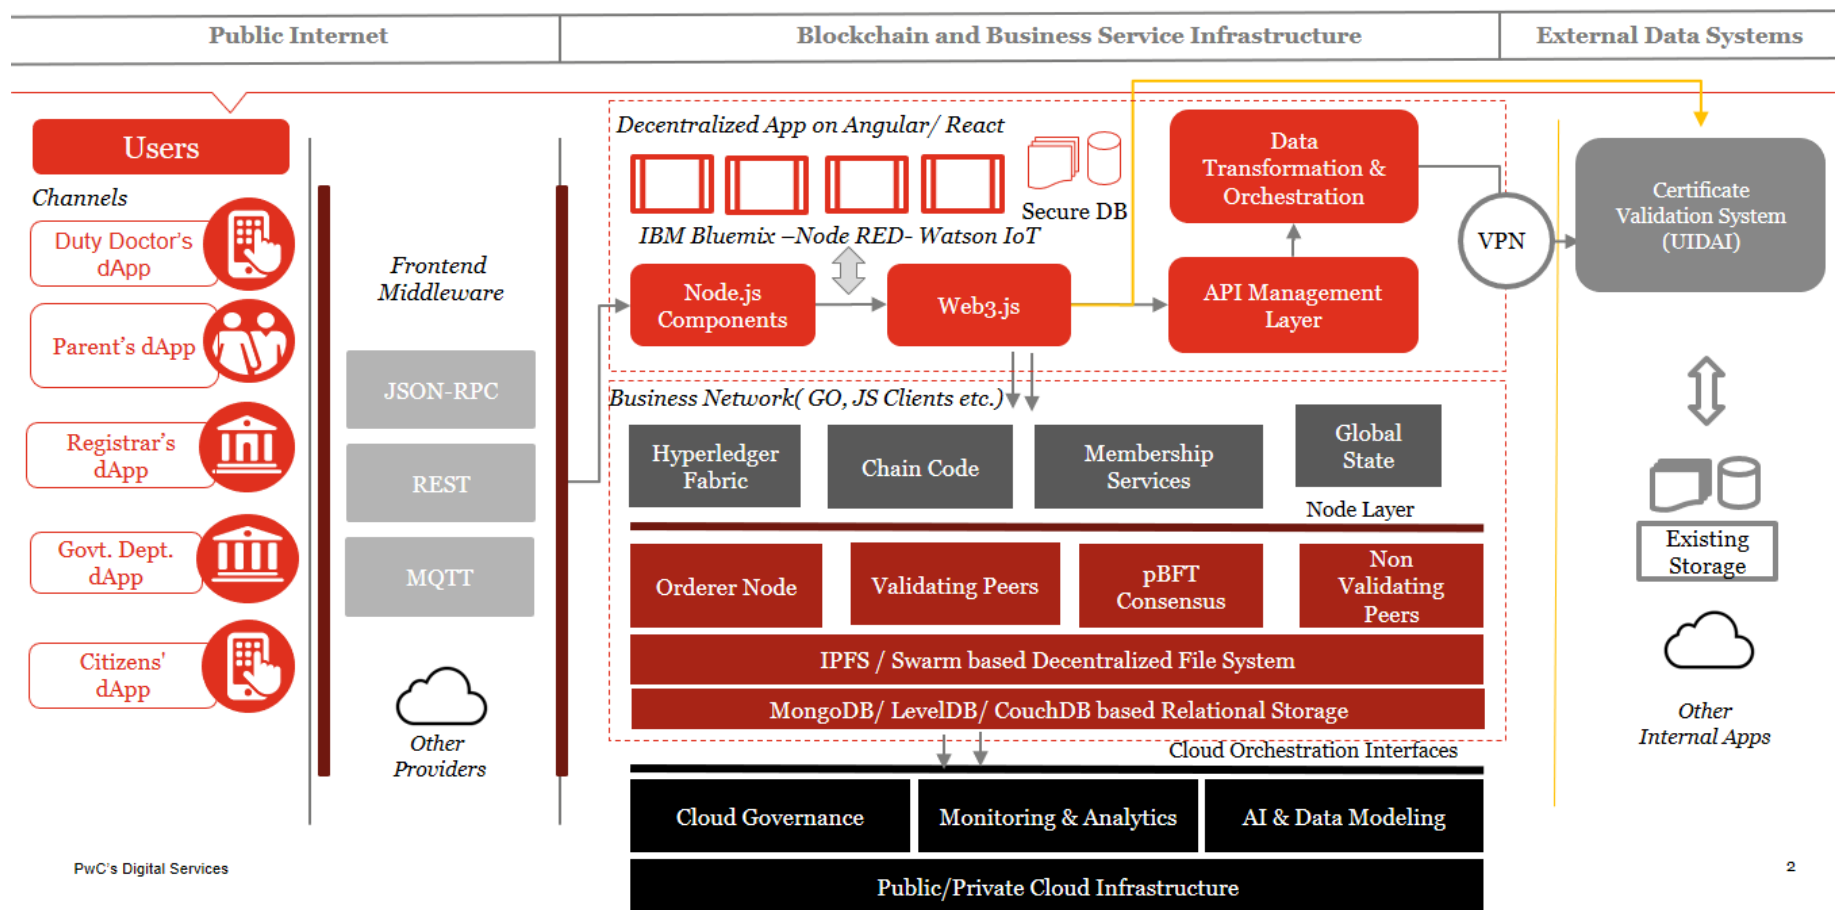 Public Internet
Blockchain and Business Service Infrastructure
External Data Systems
Users
Channels
Duty Doctor's
dApp
Parent's dApp
Registrar's
dApp
Govt. Dept.
dApp
Citizens'
dApp
Frontend
Middleware
JSON-RPC
REST
MQTT
Other
Providers
Decentralized App on Angular/ React
Secure DB
IBM Bluemix –Node RED- Watson IoT
Node.js
Components
Web3.js
Data
Transformation &
Orchestration
API Management
Layer
VPN
Certificate
Validation System
(UIDAI)
Business Network( GO, JS Clients etc.)
Hyperledger
Fabric
Chain Code
Membership
Services
Global
State
Node Layer
Orderer Node
Validating Peers
pBFT
Consensus
Non
Validating
Peers
IPFS / Swarm based Decentralized File System
MongoDB/ LevelDB/ CouchDB based Relational Storage
Cloud Orchestration Interfaces
Cloud Governance
Monitoring & Analytics
AI & Data Modeling
Public/Private Cloud Infrastructure
Existing
Storage
Other
Internal Apps
PwC's Digital Services
2